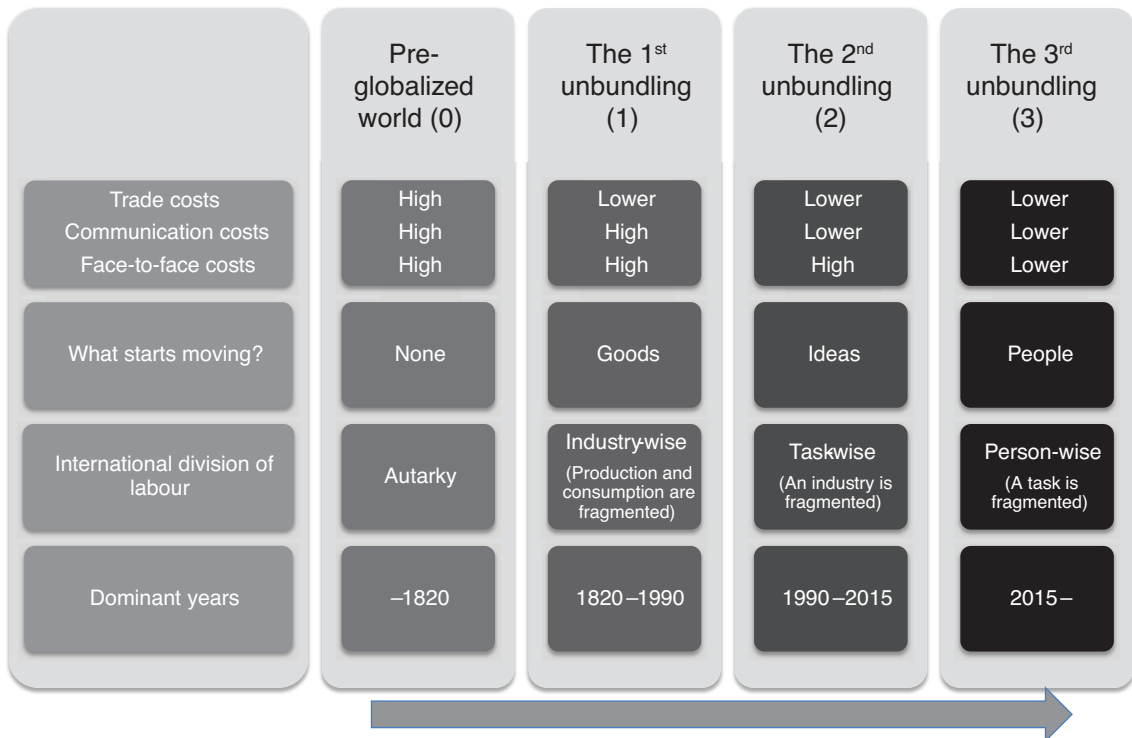 Pre-
globalized
world (0)
The 1st
unbundling
(1)
The 2nd
unbundling
(2)
The 3rd
unbundling
(3)
Trade costs
Communication costs
Face-to-face costs
High
High
High
Lower
High
High
Lower
Lower
High
Lower
Lower
Lower
What starts moving?
None
Goods
Ideas
People
International division of
labour
Autarky
Industry-wise
(Production and
consumption are
fragmented)
Taskwise
(An industry is
fragmented)
Person-wise
(A task is
fragmented)
Dominant years
–1820
1820–1990
1990–2015
2015–